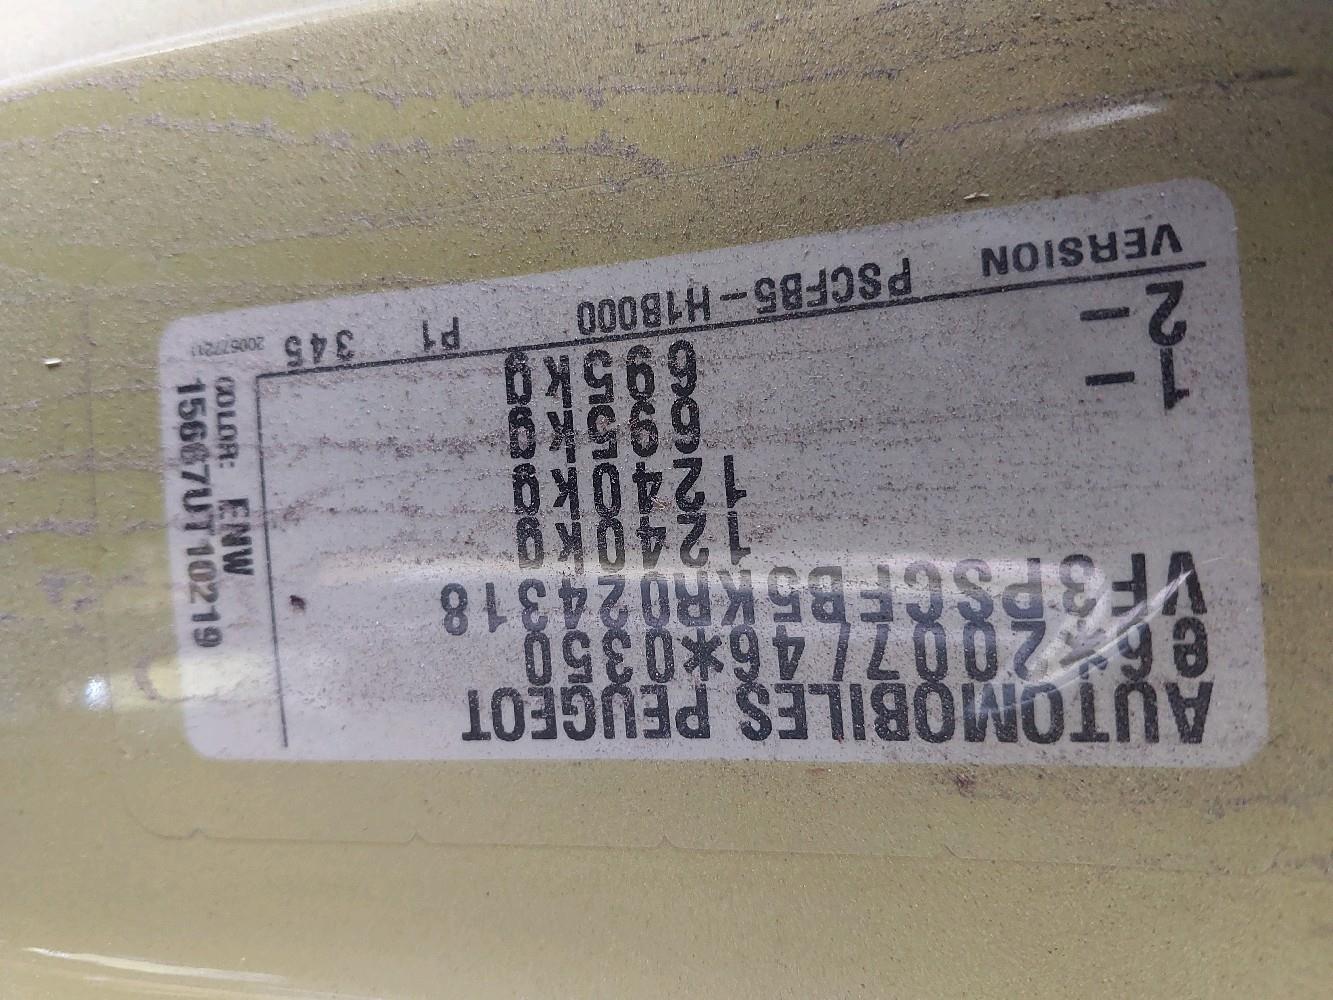 AUTOMOBILES PEUGEOT
e6*2007/46*0350
VF3PSCFB5KR024318
1240kg
1240kg
1- 695kg
2- 695kg
VERSION PSCFB5-H1B000 P1 345
COLOR: ENW
15667UT10219